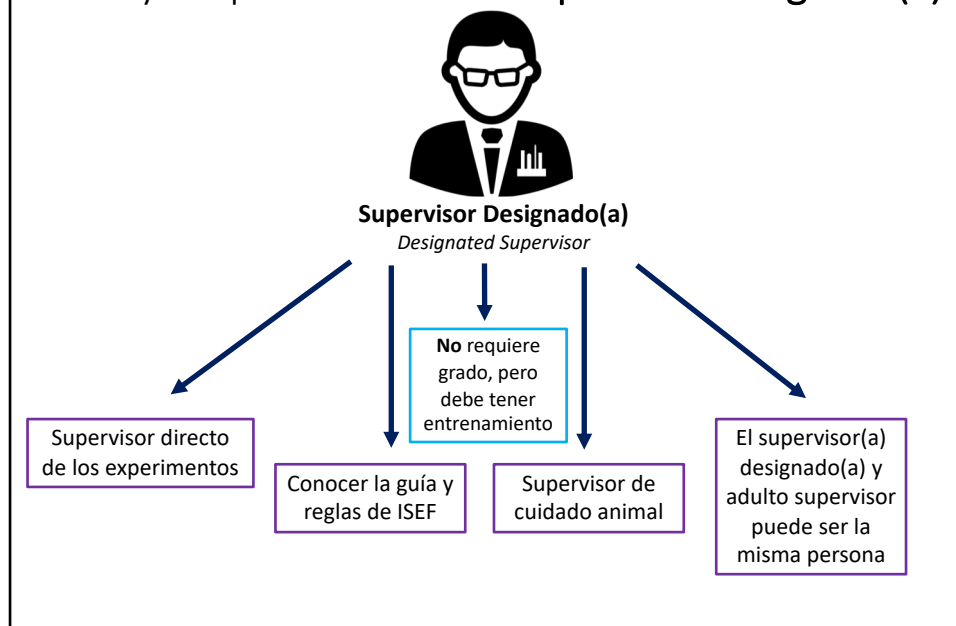 Supervisor Designado(a)
Designated Supervisor
No requiere
grado, pero
debe tener
entrenamiento
Supervisor directo
de los experimentos
Conocer la guía y
reglas de ISEF
Supervisor de
cuidado animal
El supervisor(a)
designado(a) y
adulto supervisor
puede ser la
misma persona